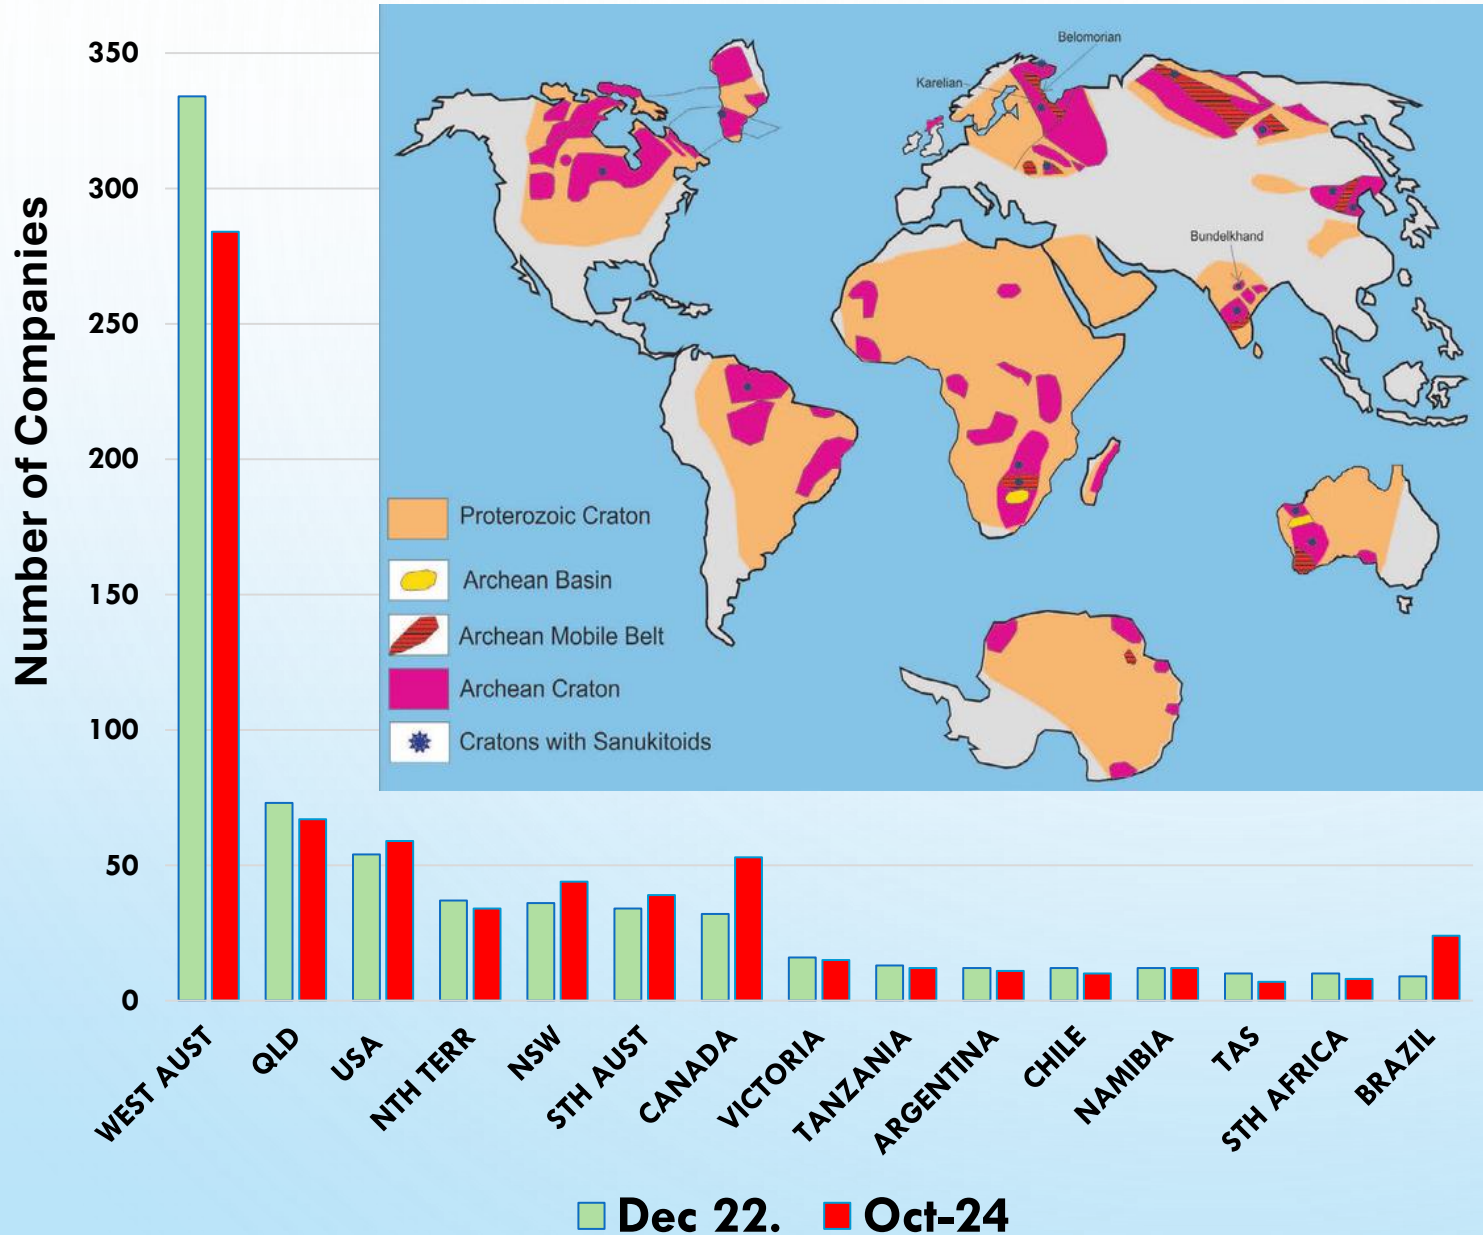 Number of Companies
350
300
250
200
150
100
50
0
Belomorian
Karelian
Bundelkhand
Proterozoic Craton
Archean Basin
Archean Mobile Belt
Archean Craton
Cratons with Sanukitoids
WEST AUST
QLD
USA
NTH TERR
NSW
STH AUST
CANADA
VICTORIA
TANZANIA
ARGENTINA
CHILE
NAMIBIA
TAS
STH AFRICA
BRAZIL
Dec 22.
Oct-24